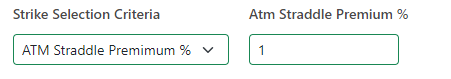 Strike Selection Criteria
Atm Straddle Premium %
ATM Straddle Premimum %
1